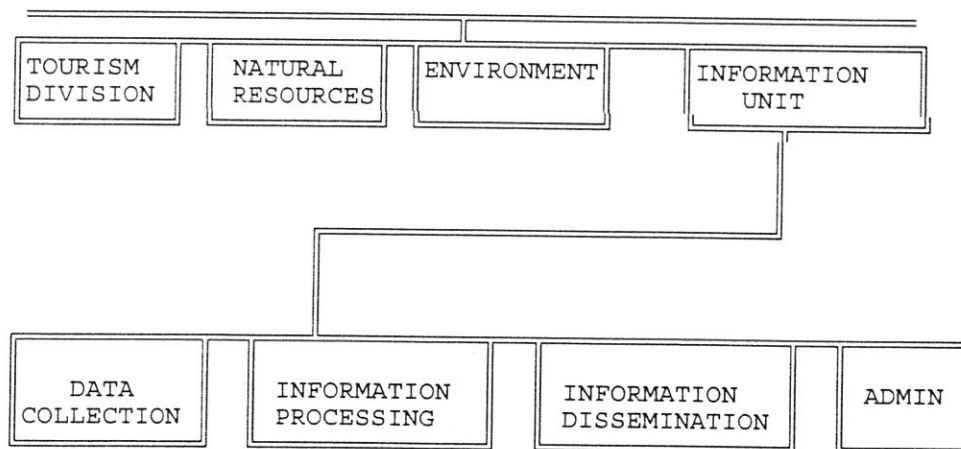 TOURISM DIVISION
NATURAL RESOURCES
ENVIRONMENT
INFORMATION UNIT
DATA COLLECTION
INFORMATION PROCESSING
INFORMATION DISSEMINATION
ADMIN